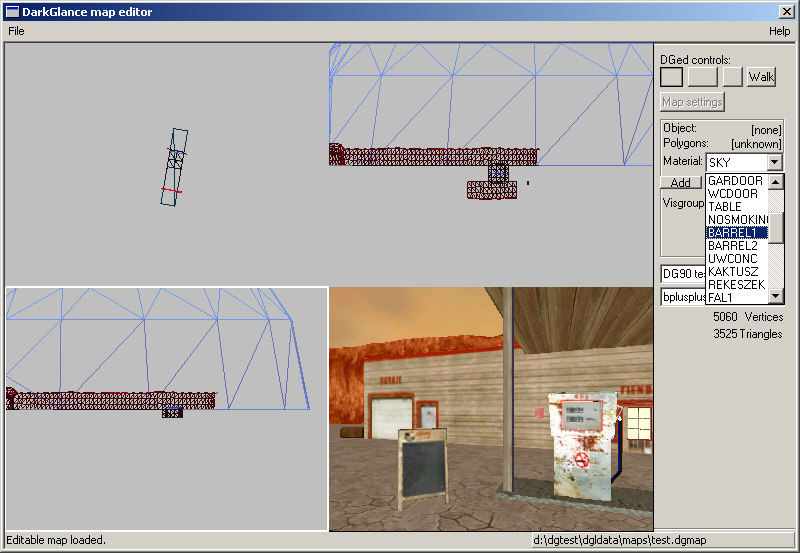 DarkGlance map editor
File
Help
DGed controls:
Walk
Map settings
Object:
[none]
Polygons:
[unknown]
Material:
SKY
Add
Visgroup
GARDOOR
WCDOOR
TABLE
NOSMOKING
BARREL1
BARREL2
UWCONC
KAKTUSZ
REKESZEK
FAL1
DG90 te
bplusplus
5060 Vertices
3525 Triangles
Editable map loaded.
d:\dgtest\dgldata\maps\test.dgmap